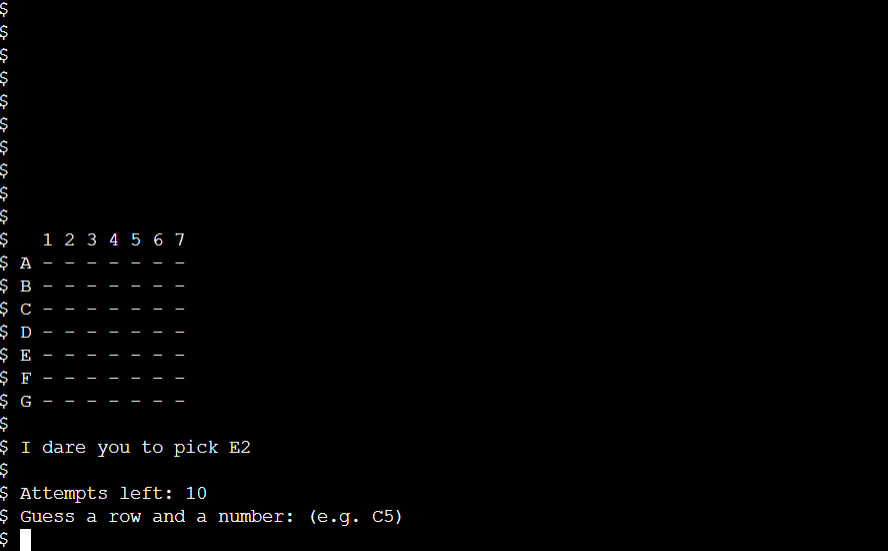 $
$
$
$
$
$
$
$
$
$
$   1 2 3 4 5 6 7
$ A - - - - - - -
$ B - - - - - - -
$ C - - - - - - -
$ D - - - - - - -
$ E - - - - - - -
$ F - - - - - - -
$ G - - - - - - -
$
$ I dare you to pick E2
$
$ Attempts left: 10
$ Guess a row and a number: (e.g. C5)
$